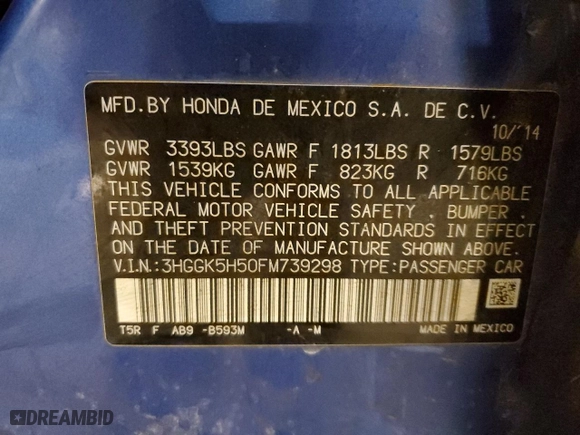 MFD.BY HONDA DE MEXICO S.A. DE C.V.
10/'14
GVWR 3393LBS GAWR F 1813LBS R 1579LBS
GVWR 1539KG GAWR F 823KG R 716KG
THIS VEHICLE CONFORMS TO ALL APPLICABLE
FEDERAL MOTOR VEHICLE SAFETY . BUMPER .
AND THEFT PREVENTION STANDARDS IN EFFECT
ON THE DATE OF MANUFACTURE SHOWN ABOVE.
V.I.N.:3HGGK5H50FM739298 TYPE:PASSENGER CAR
T5R F AB9 -B593M -A -M MADE IN MEXICO
DREAMBID